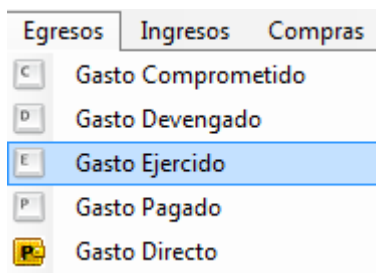 Egresos Ingresos Compras
C Gasto Comprometido
D Gasto Devengado
E Gasto Ejercido
P Gasto Pagado
P Gasto Directo